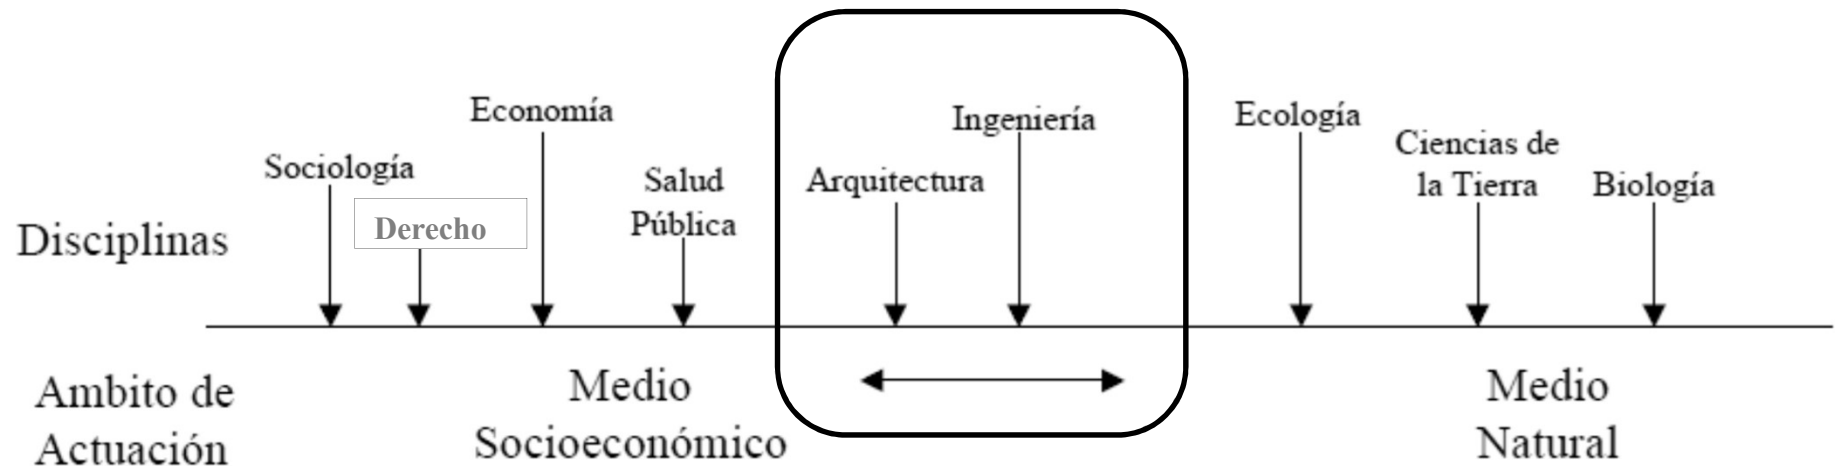 Economía
Ingeniería
Ecología
Ciencias de
la Tierra
Sociología
Salud
Pública
Arquitectura
Biología
Derecho
Disciplinas
Ambito de
Actuación
Medio
Socioeconómico
Medio
Natural